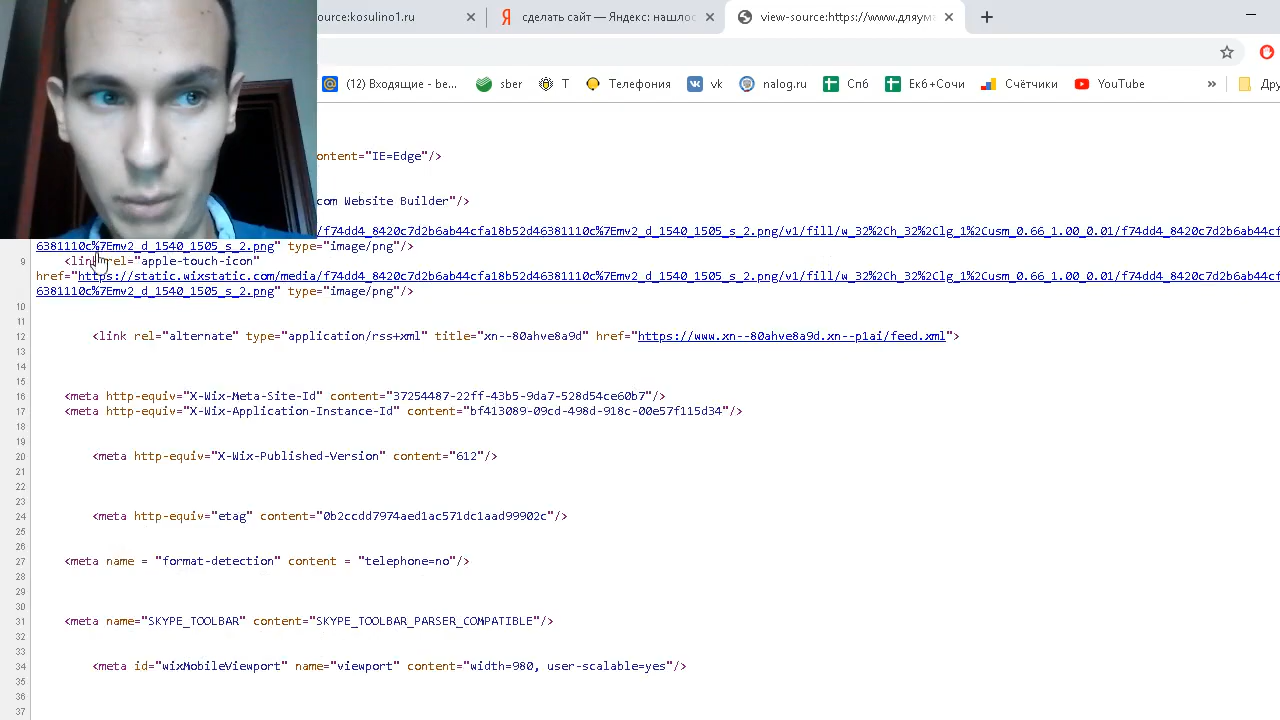 source:kosulino1.ru
сделать сайт — Яндекс: нашлос
view-source:https://www.дляума
(12) Входящие - be...
sber
Т
Телефония
vk
nalog.ru
Спб
Екб+Сочи
Счётчики
YouTube
»
Дру
ontent="IE=Edge"/>
com Website Builder"/>
/f74dd4_8420c7d2b6ab44cfa18b52d6381110c%7Emv2_d_1540_1505_s_2.png/v1/fill/w_32%2Ch_32%2Clg_1%2Cusm_0.66_1.00_0.01/f74dd4_8420c7d2b6ab44cf
6381110c%7Emv2_d_1540_1505_s_2.png" type="image/png"/>
9 <link rel="apple-touch-icon"
href="https://static.wixstatic.com/media/f74dd4_8420c7d2b6ab44cfa18b52d6381110c%7Emv2_d_1540_1505_s_2.png/v1/fill/w_32%2Ch_32%2Clg_1%2Cusm_0.66_1.00_0.01/f74dd4_8420c7d2b6ab44cf
6381110c%7Emv2_d_1540_1505_s_2.png" type="image/png"/>
10
11
12 <link rel="alternate" type="application/rss+xml" title="xn--80ahve8a9d" href="https://www.xn--80ahve8a9d.xn--p1ai/feed.xml">
13
14
15
16 <meta http-equiv="X-Wix-Meta-Site-Id" content="37254487-22ff-43b5-9da7-528d54ce60b7"/>
17 <meta http-equiv="X-Wix-Application-Instance-Id" content="bf413089-09cd-498d-918c-00e57f115d34"/>
18
19
20 <meta http-equiv="X-Wix-Published-Version" content="612"/>
21
22
23
24 <meta http-equiv="etag" content="0b2ccdd7974aed1ac571dc1aad99902c"/>
25
26
27 <meta name = "format-detection" content = "telephone=no"/>
28
29
30
31 <meta name="SKYPE_TOOLBAR" content="SKYPE_TOOLBAR_PARSER_COMPATIBLE"/>
32
33
34 <meta id="wixMobileViewport" name="viewport" content="width=980, user-scalable=yes"/>
35
36
37